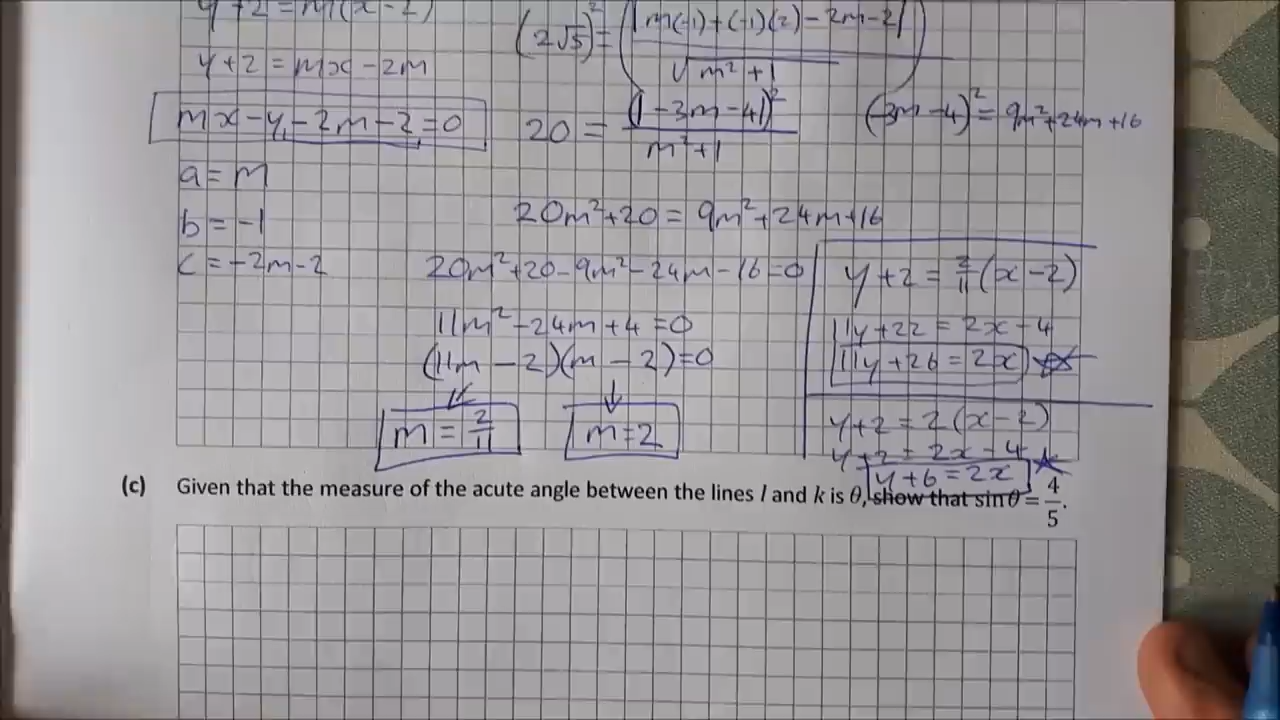 y+2 = m(x-2)
y+2 = mx-2m
mx-y-2m-2=0
a=m
b=-1
c=-2m-2
(2√5)² = (|m(-1)+(-1)(2)-2m-2| / √m²+1)²
20 = (|-3m-4|)² / m²+1
(-3m-4)² = 9m²+24m+16
20m²+20 = 9m²+24m+16
20m²+20-9m²-24m-16=0
11m²-24m+4=0
(11m-2)(m-2)=0
m=2/11
m=2
y+2 = 2/11(x-2)
11y+22 = 2x-4
11y+26 = 2x
y+2 = 2(x-2)
y+2 = 2x-4
y+6 = 2x
(c) Given that the measure of the acute angle between the lines l and k is θ, show that sin θ = 4/5.